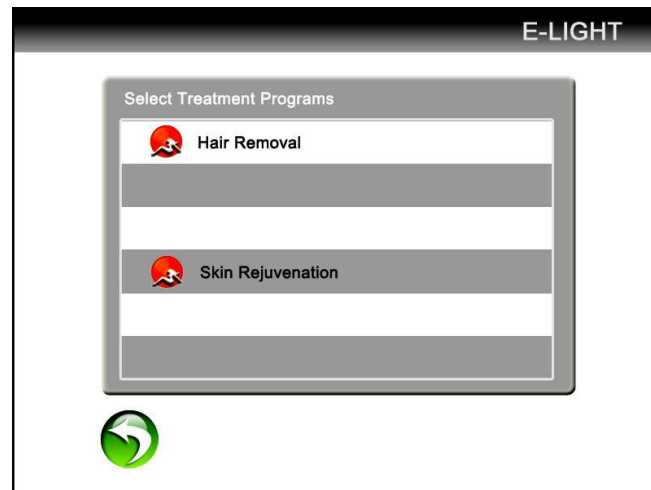 E-LIGHT
Select Treatment Programs
Hair Removal
Skin Rejuvenation